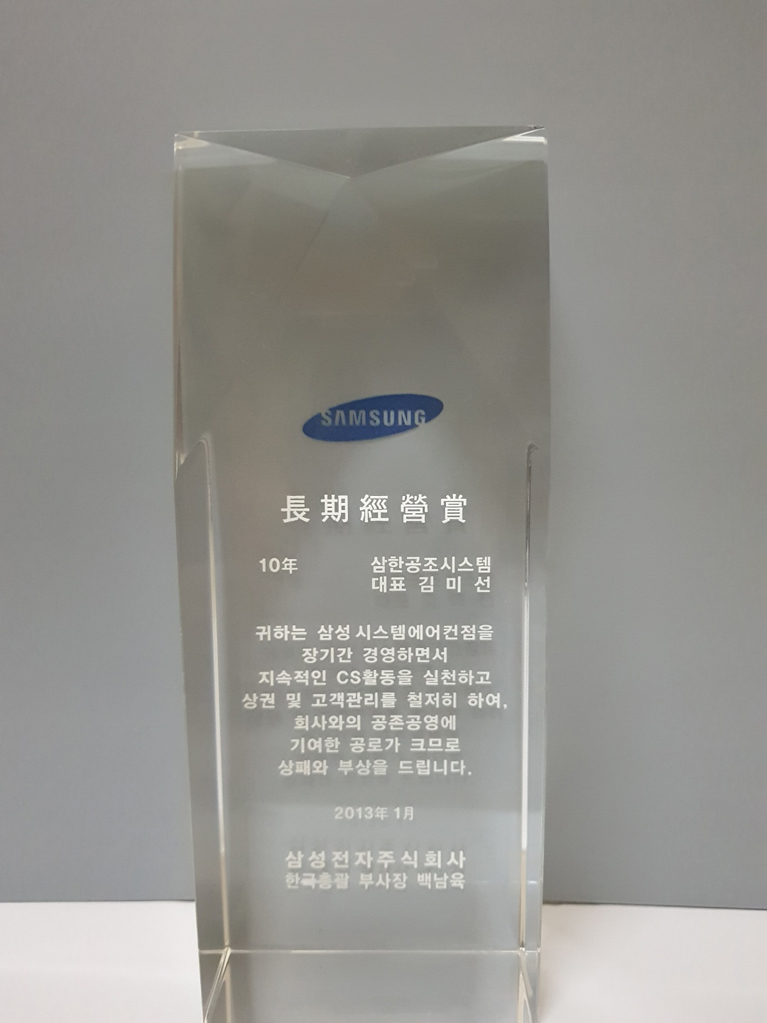 SAMSUNG
長期經營賞
10年 삼한공조시스템
대표 김 미 선
귀하는 삼성 시스템에어컨점을
장기간 경영하면서
지속적인 CS활동을 실천하고
상권 및 고객관리를 철저히 하여,
회사와의 공존공영에
기여한 공로가 크므로
상패와 부상을 드립니다.
2013年 1月
삼성전자주식회사
한국총괄 부사장 백남육